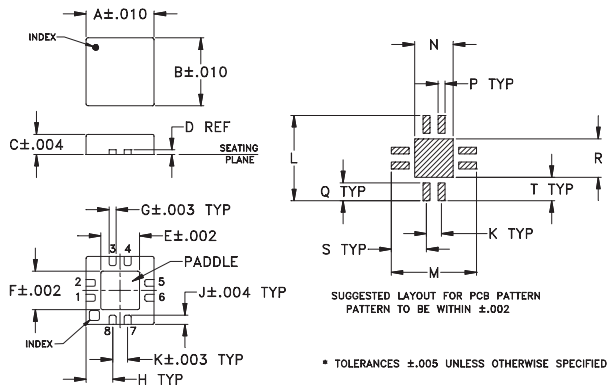 A±.010
INDEX
B±.010
C±.004
D REF
SEATING
PLANE
G±.003 TYP
E±.002
3 4
PADDLE
F±.002
2
1
5
6
J±.004 TYP
8 7
INDEX
K±.003 TYP
H TYP
N
P TYP
L
R
Q TYP
T TYP
S TYP
K TYP
M
SUGGESTED LAYOUT FOR PCB PATTERN
PATTERN TO BE WITHIN ±.002
* TOLERANCES ±.005 UNLESS OTHERWISE SPECIFIED